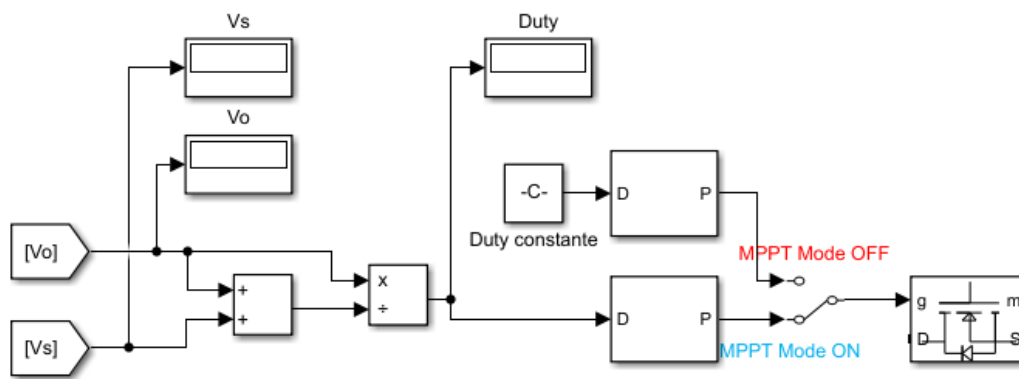 Vs
Duty
Vo
-C-
D
P
Duty constante
[Vo]
MPPT Mode OFF
+
+
x
÷
D
P
g
m
D
S
[Vs]
MPPT Mode ON